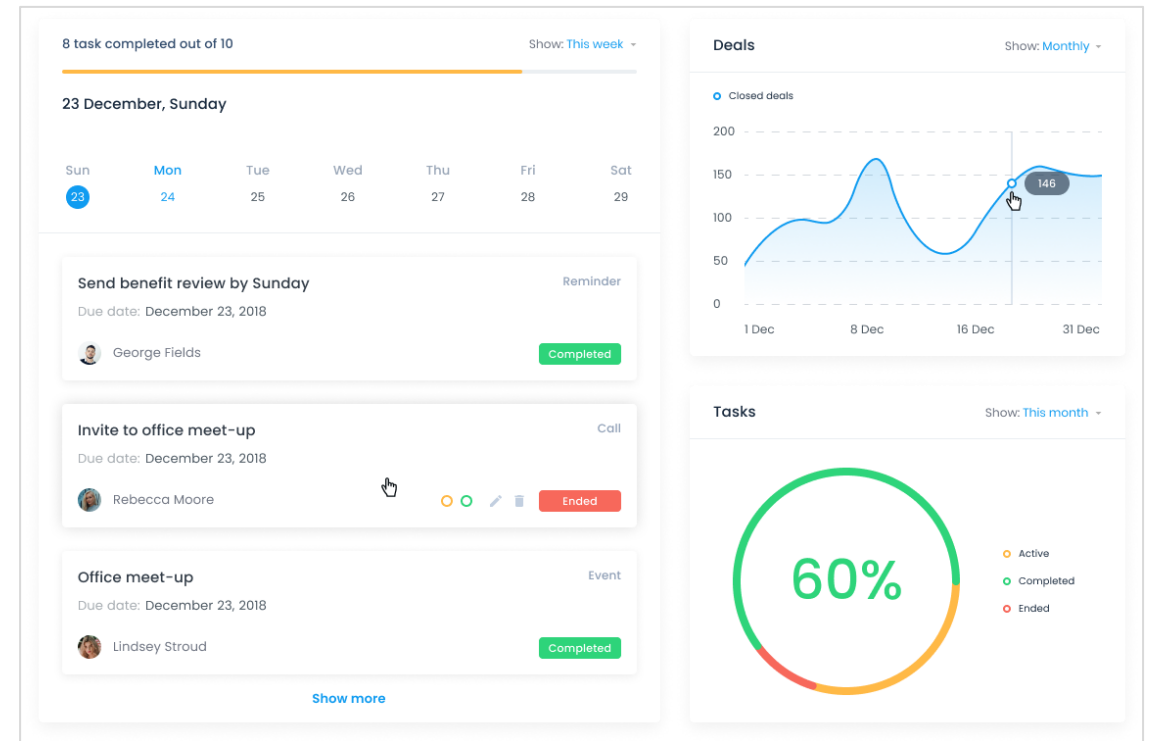 8 task completed out of 10
Show: This week
23 December, Sunday
Sun Mon Tue Wed Thu Fri Sat
23 24 25 26 27 28 29
Send benefit review by Sunday
Reminder
Due date: December 23, 2018
George Fields
Completed
Invite to office meet-up
Call
Due date: December 23, 2018
Rebecca Moore
Ended
Office meet-up
Event
Due date: December 23, 2018
Lindsey Stroud
Completed
Show more
Deals
Show: Monthly
Closed deals
200
150
146
100
50
0
1 Dec 8 Dec 16 Dec 31 Dec
Tasks
Show: This month
60%
Active
Completed
Ended